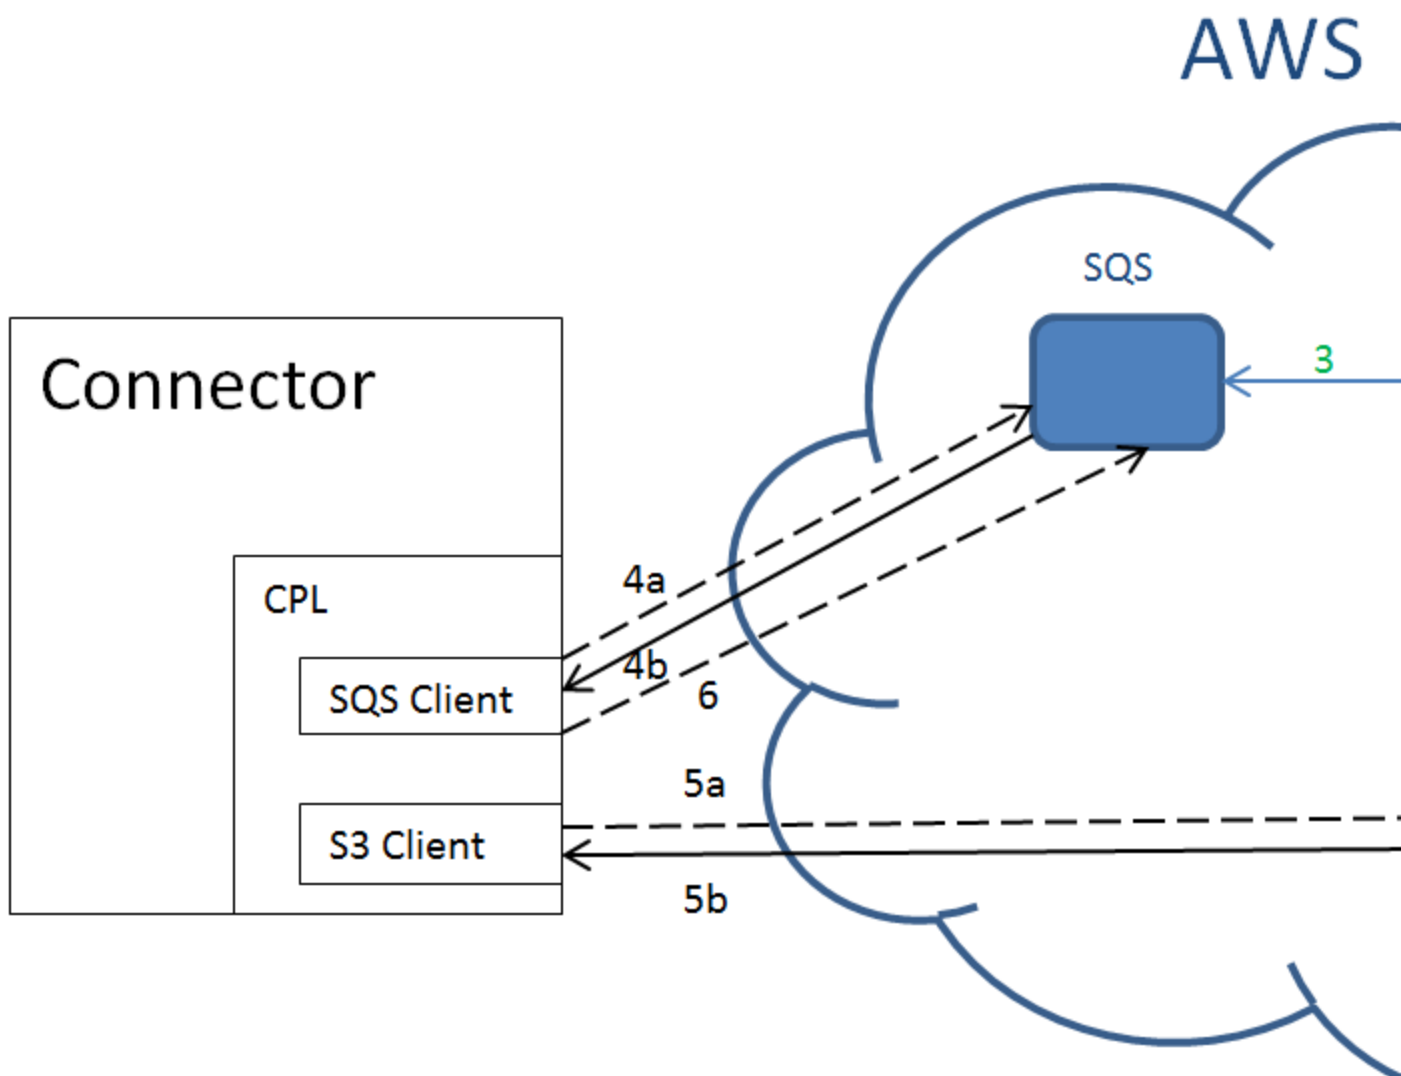 AWS
SQS
3
Connector
4a
CPL
4b
SQS Client
6
5a
S3 Client
5b